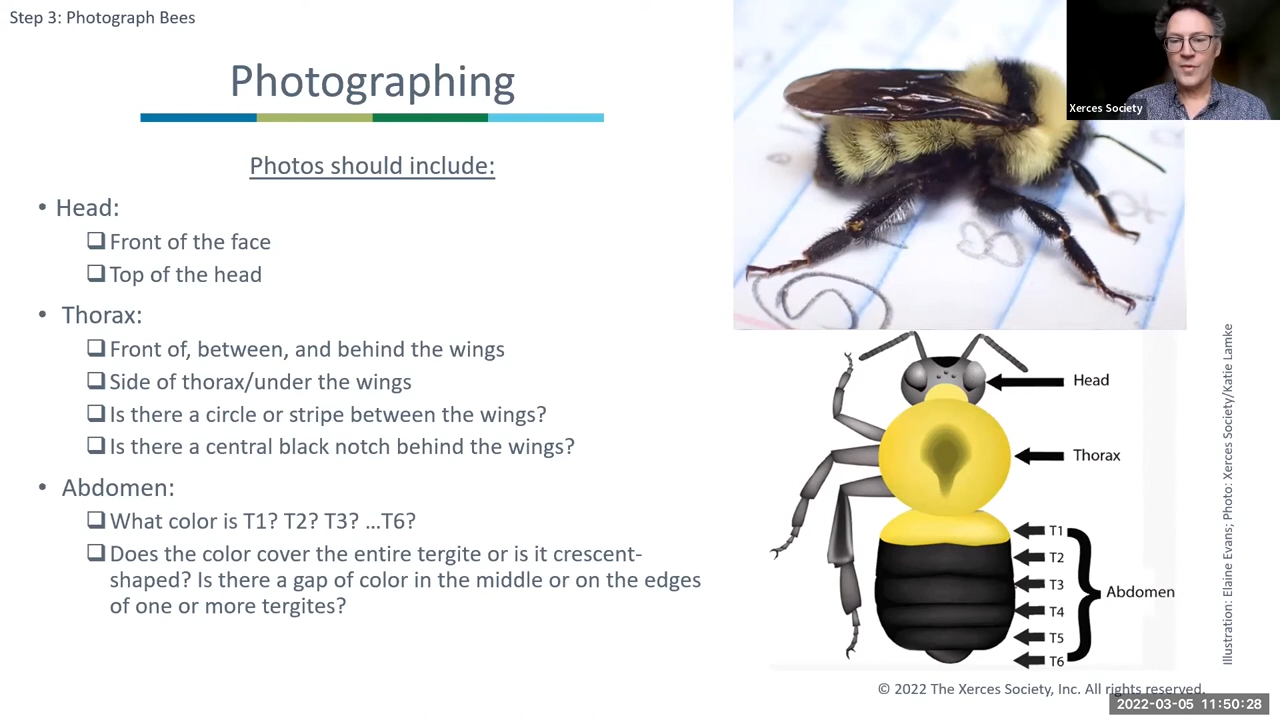 Step 3: Photograph Bees
Photographing
Photos should include:
• Head:
❑ Front of the face
❑ Top of the head
• Thorax:
❑ Front of, between, and behind the wings
❑ Side of thorax/under the wings
❑ Is there a circle or stripe between the wings?
❑ Is there a central black notch behind the wings?
• Abdomen:
❑ What color is T1? T2? T3? ...T6?
❑ Does the color cover the entire tergite or is it crescent-
shaped? Is there a gap of color in the middle or on the edges
of one or more tergites?
Xerces Society
Head
Thorax
T1
T2
T3
T4
T5
T6
Abdomen
Illustration: Elaine Evans; Photo: Xerces Society/Katie Lamke
© 2022 The Xerces Society, Inc. All rights reserved.
2022-03-05 11:50:28